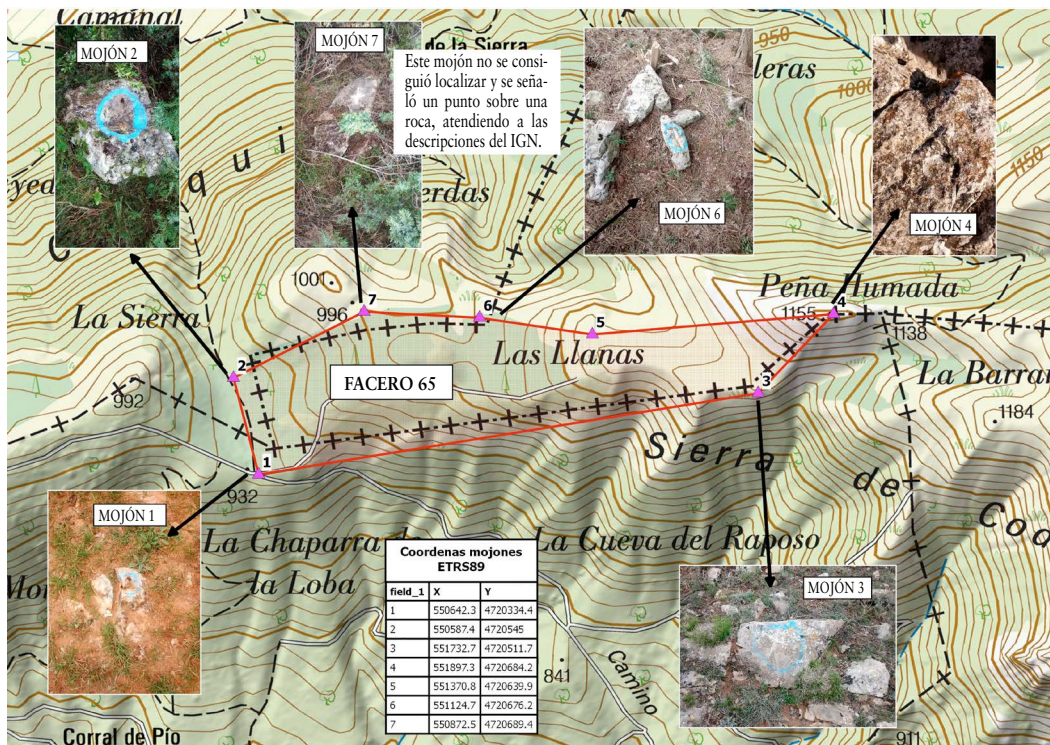 Camanal
MOJÓN 2
MOJÓN 7
de la Sierra
Este mojón no se consi-
guió localizar y se seña-
ló un punto sobre una
roca, atendiendo a las
descripciones del IGN.
MOJÓN 6
MOJÓN 4
950
1000
leras
1150
yed
C
q u i
erdas
1001
996
La Sierra
7
6
5
4
Peña Humada
1155
1138
2
Las Llanas
FACERO 65
3
La Barran
992
1184
Sierra
de
Cod
1
932
MOJÓN 1
La Chaparra de
la Loba
La Cueva del Raposo
Mon
Coordenas mojones
ETRS89
field_1 X Y
1 550642.3 4720334.4
2 550587.4 4720545
3 551732.7 4720511.7
4 551897.3 4720684.2
5 551370.8 4720639.9
6 551124.7 4720676.2
7 550872.5 4720689.4
MOJÓN 3
841
Camino
911
Corral de Pío